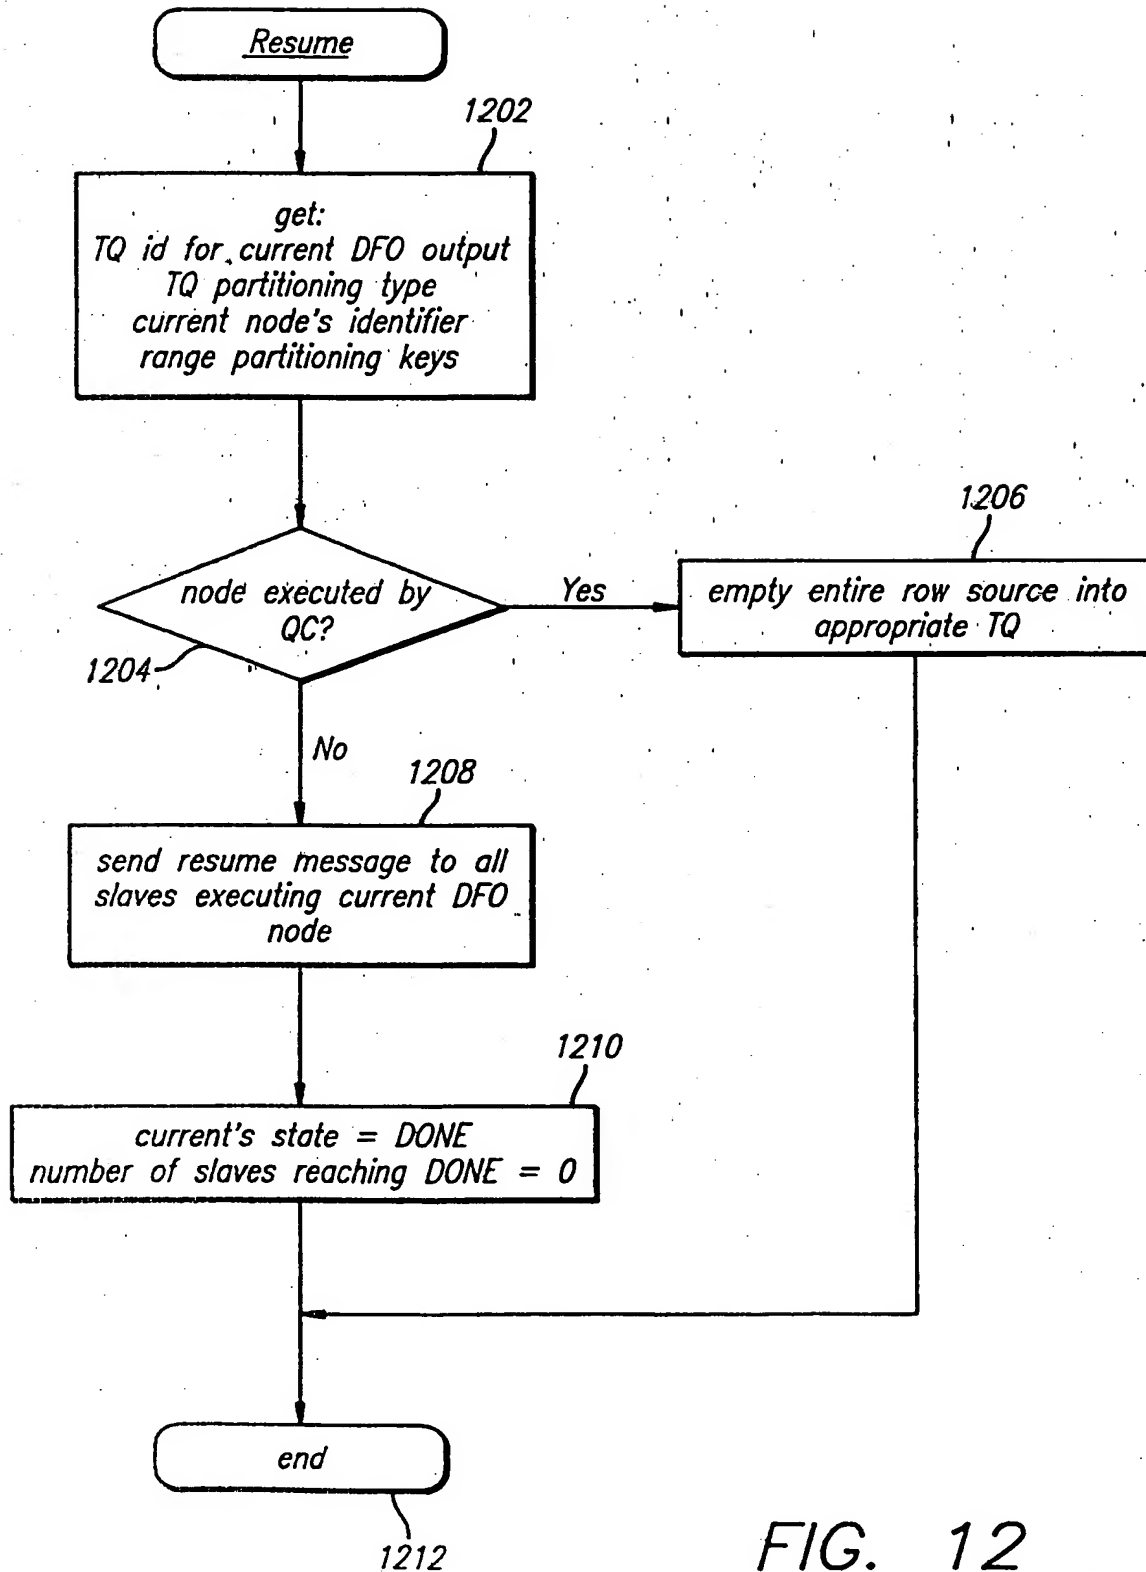 Resume
1202
get:
TQ id for current DFO output
TQ partitioning type
current node's identifier
range partitioning keys
1206
node executed by
QC?
Yes
empty entire row source into
appropriate TQ
1204
No
1208
send resume message to all
slaves executing current DFO
node
1210
current's state = DONE
number of slaves reaching DONE = 0
end
1212
FIG. 12